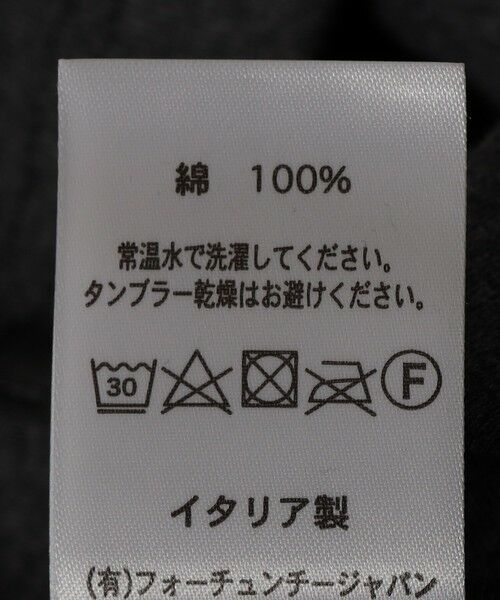 綿 100%
常温水で洗濯してください。
タンブラー乾燥はお避けください。
30 F
イタリア製
(有)フォーチュンチージャパン